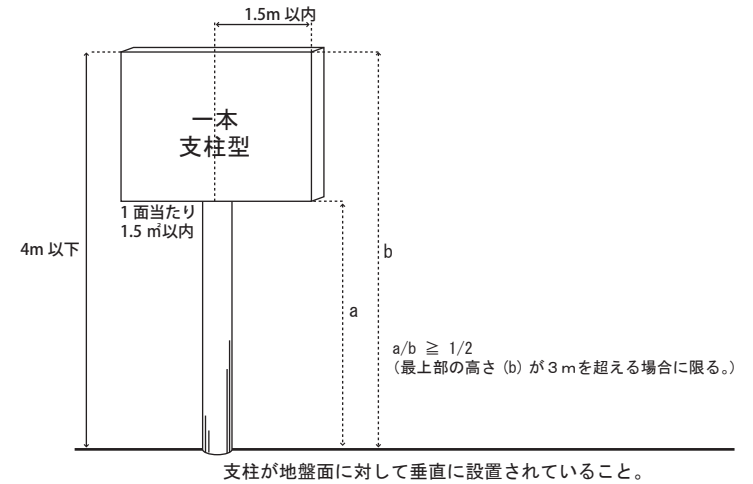 1.5m 以内
一本
支柱型
1 面当たり
1.5 ㎡以内
4m 以下
b
a
a/b ≧ 1/2
（最上部の高さ (b) が３ｍを超える場合に限る。）
支柱が地盤面に対して垂直に設置されていること。